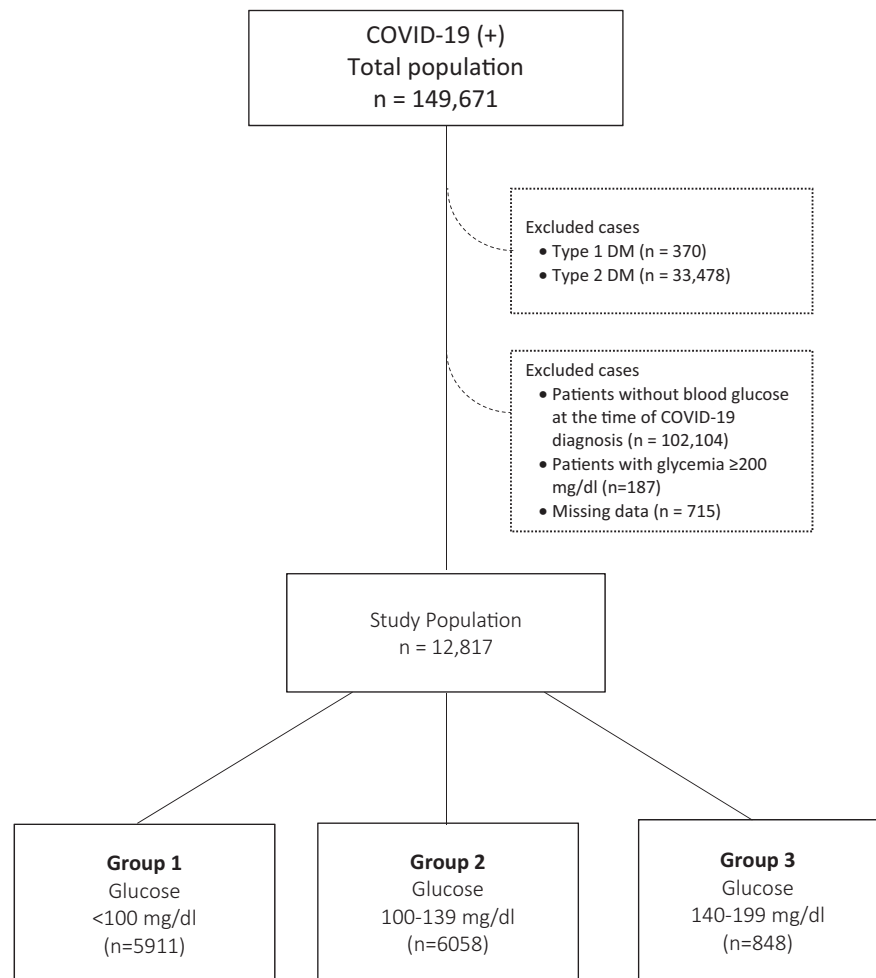 COVID-19 (+)
Total population
n = 149,671
Excluded cases
• Type 1 DM (n = 370)
• Type 2 DM (n = 33,478)
Excluded cases
• Patients without blood glucose
at the time of COVID-19
diagnosis (n = 102,104)
• Patients with glycemia ≥200
mg/dl (n=187)
• Missing data (n = 715)
Study Population
n = 12,817
Group 1
Glucose
<100 mg/dl
(n=5911)
Group 2
Glucose
100-139 mg/dl
(n=6058)
Group 3
Glucose
140-199 mg/dl
(n=848)